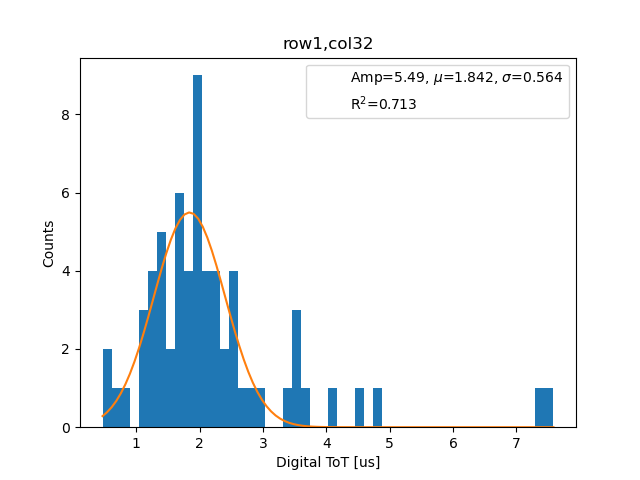 row1,col32
Amp=5.49, μ=1.842, σ=0.564
R²=0.713
Counts
8
6
4
2
0
1 2 3 4 5 6 7
Digital ToT [us]